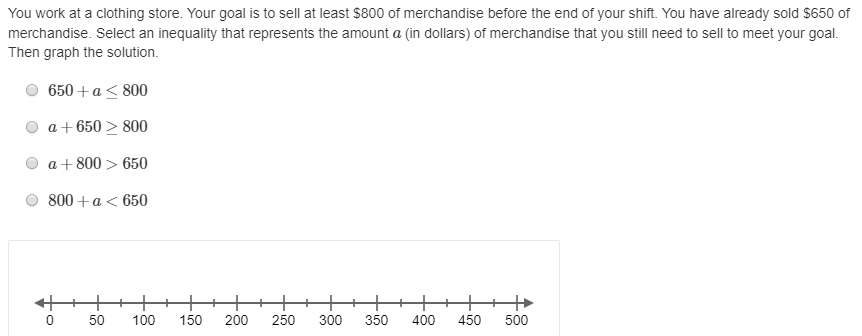 You work at a clothing store. Your goal is to sell at least $800 of merchandise before the end of your shift. You have already sold $650 of
merchandise. Select an inequality that represents the amount a (in dollars) of merchandise that you still need to sell to meet your goal.
Then graph the solution.
650 + a ≤ 800
a + 650 ≥ 800
a + 800 > 650
800 + a < 650
0 50 100 150 200 250 300 350 400 450 500